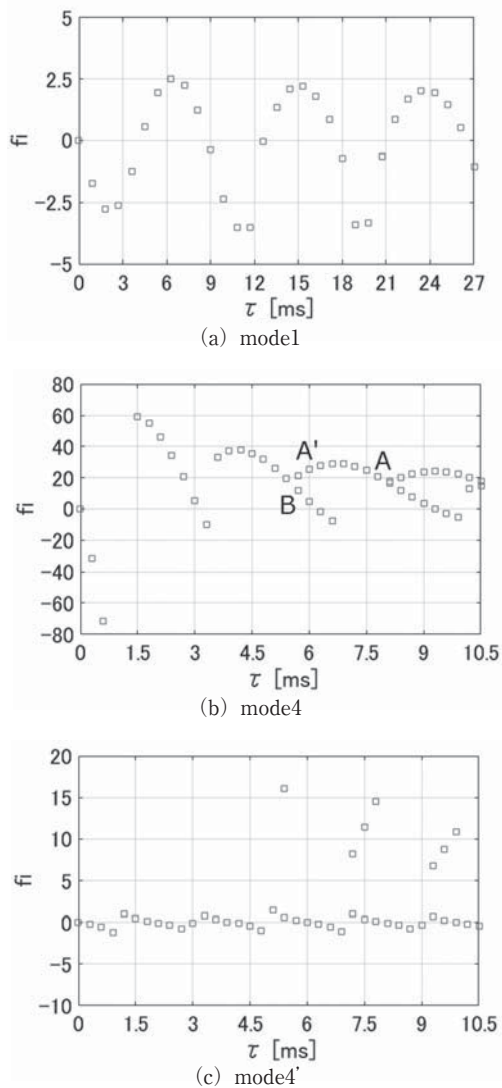 5
2.5
0
−2.5
−5
fi
0 3 6 9 12 15 18 21 24 27
τ [ms]
(a) mode1
80
60
40
20
0
−20
−40
−60
−80
fi
A'
A
B
0 1.5 3 4.5 6 7.5 9 10.5
τ [ms]
(b) mode4
20
15
10
5
0
−5
−10
fi
0 1.5 3 4.5 6 7.5 9 10.5
τ [ms]
(c) mode4'